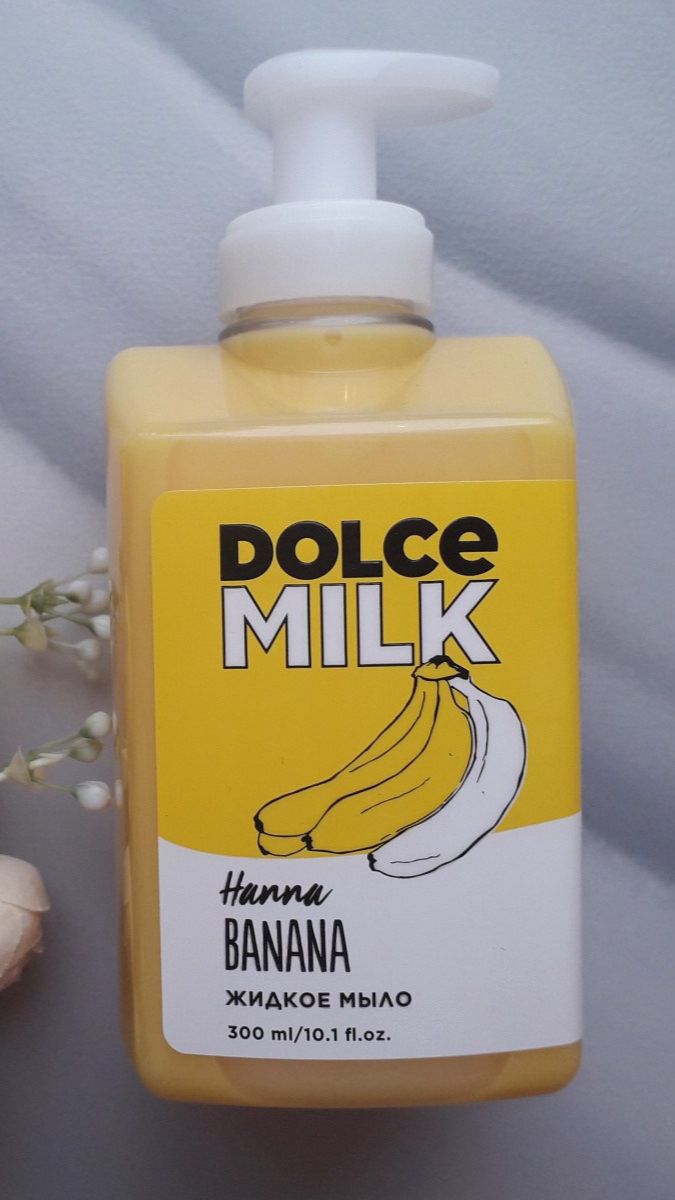 DOLCe
MILK
Hanna
BANANA
ЖИДКОЕ МЫЛО
300 ml/10.1 fl.oz.